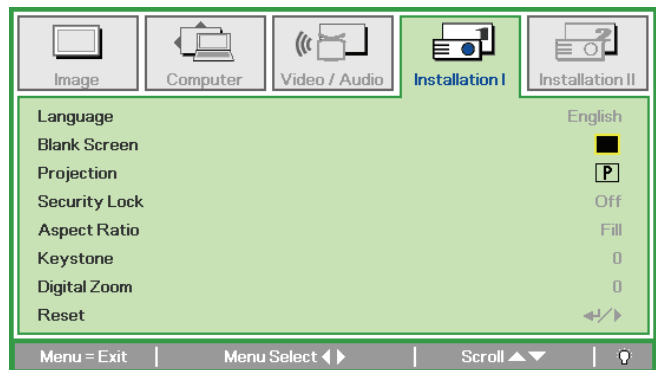 Image Computer Video / Audio Installation I Installation II
Language English
Blank Screen
Projection P
Security Lock Off
Aspect Ratio Fill
Keystone 0
Digital Zoom 0
Reset
Menu = Exit | Menu Select | Scroll |